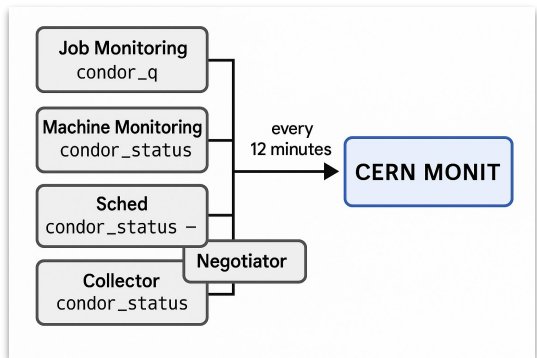 Job Monitoring
condor_q
Machine Monitoring
condor_status
Sched
condor_status –
Negotiator
Collector
condor_status
every
12 minutes
CERN MONIT